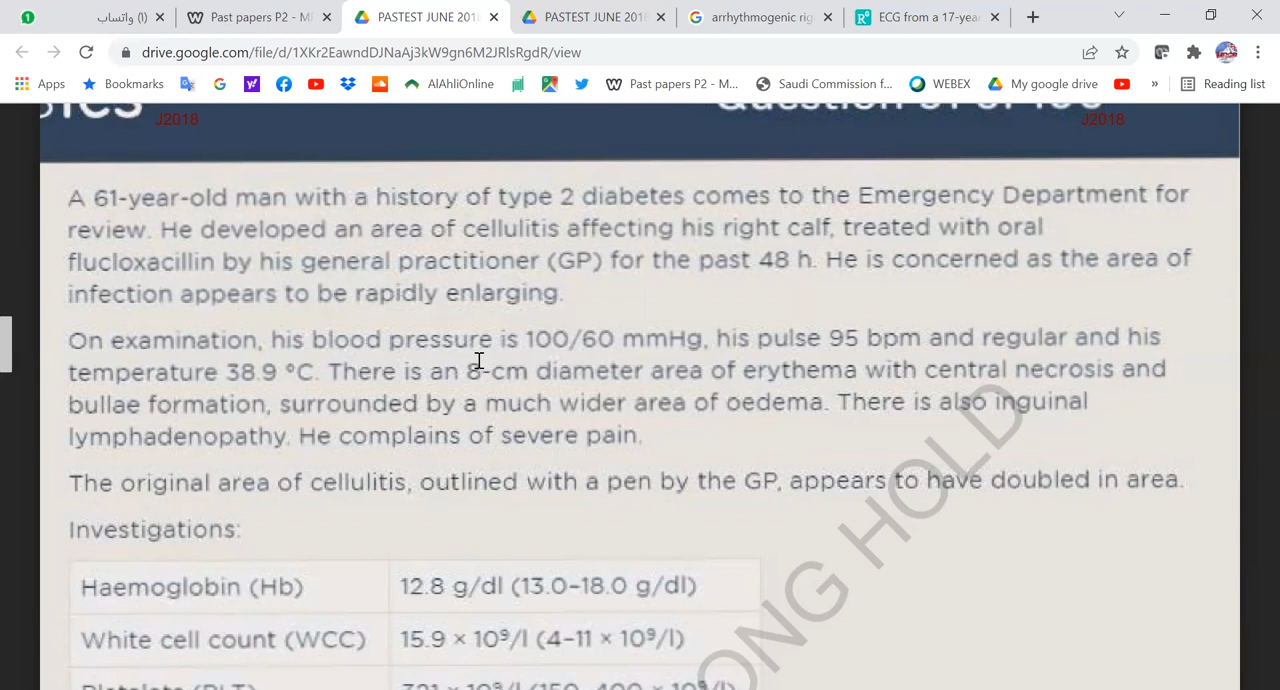 (1) واتساب
Past papers P2 - MF
PASTEST JUNE 201
PASTEST JUNE 201
arrhythmogenic rig
ECG from a 17-yea
drive.google.com/file/d/1XKr2EawndDJNaAj3kW9gn6M2JRlsRgdR/view
Apps
Bookmarks
AlAhliOnline
Past papers P2 - M...
Saudi Commission f...
WEBEX
My google drive
Reading list
J2018
J2018
A 61-year-old man with a history of type 2 diabetes comes to the Emergency Department for
review. He developed an area of cellulitis affecting his right calf, treated with oral
flucloxacillin by his general practitioner (GP) for the past 48 h. He is concerned as the area of
infection appears to be rapidly enlarging.
On examination, his blood pressure is 100/60 mmHg, his pulse 95 bpm and regular and his
temperature 38.9 °C. There is an 8-cm diameter area of erythema with central necrosis and
bullae formation, surrounded by a much wider area of oedema. There is also inguinal
lymphadenopathy. He complains of severe pain.
The original area of cellulitis, outlined with a pen by the GP, appears to have doubled in area.
Investigations:
Haemoglobin (Hb) 12.8 g/dl (13.0–18.0 g/dl)
White cell count (WCC) 15.9 × 10⁹/l (4–11 × 10⁹/l)
ONG HOLD